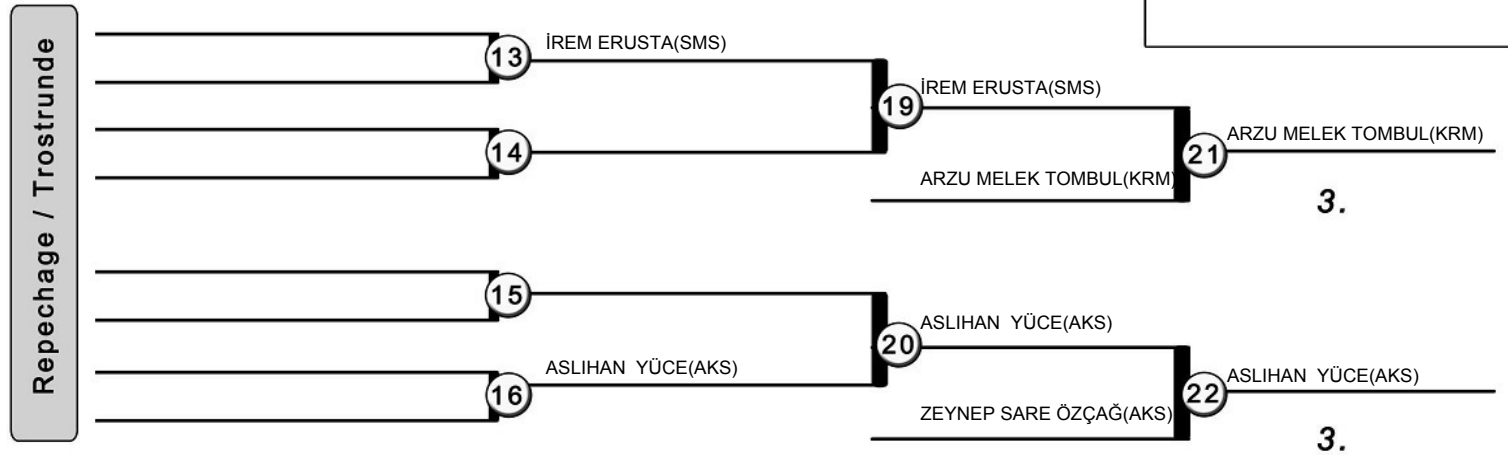 Repechage / Trostrunde
13
İREM ERUSTA(SMS)
14
19
İREM ERUSTA(SMS)
ARZU MELEK TOMBUL(KRM)
21
ARZU MELEK TOMBUL(KRM)
3.
15
16
ASLIHAN  YÜCE(AKS)
20
ASLIHAN  YÜCE(AKS)
ZEYNEP SARE ÖZÇAĞ(AKS)
22
ASLIHAN  YÜCE(AKS)
3.